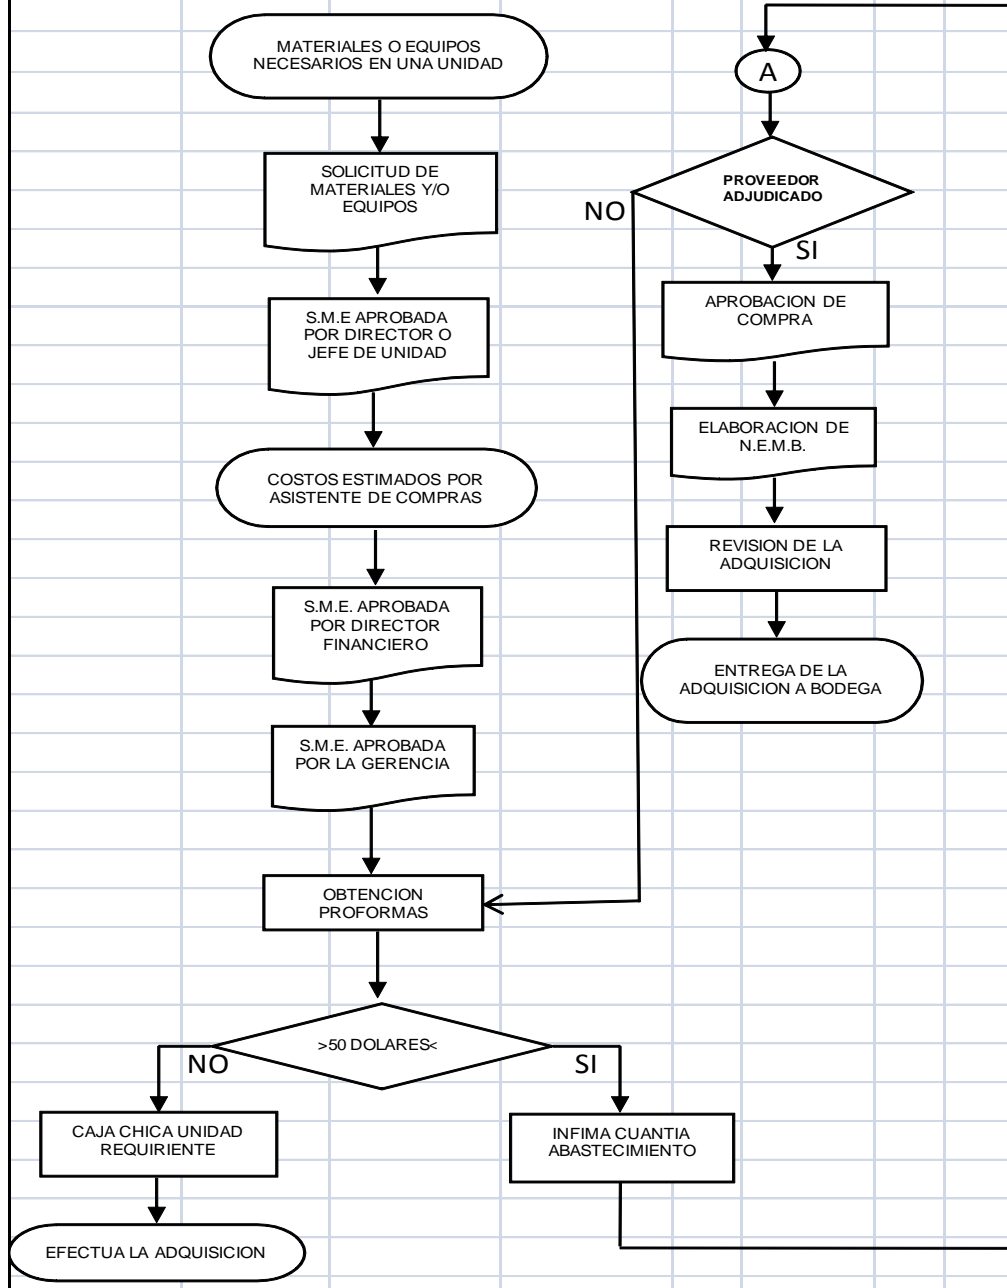 MATERIALES O EQUIPOS
NECESARIOS EN UNA UNIDAD
SOLICITUD DE
MATERIALES Y/O
EQUIPOS
S.M.E APROBADA
POR DIRECTOR O
JEFE DE UNIDAD
COSTOS ESTIMADOS POR
ASISTENTE DE COMPRAS
S.M.E. APROBADA
POR DIRECTOR
FINANCIERO
S.M.E. APROBADA
POR LA GERENCIA
OBTENCION
PROFORMAS
>50 DOLARES<
NO
SI
CAJA CHICA UNIDAD
REQUIRIENTE
EFECTUA LA ADQUISICION
INFIMA CUANTIA
ABASTECIMIENTO
A
PROVEEDOR
ADJUDICADO
NO
SI
APROBACION DE
COMPRA
ELABORACION DE
N.E.M.B.
REVISION DE LA
ADQUISICION
ENTREGA DE LA
ADQUISICION A BODEGA